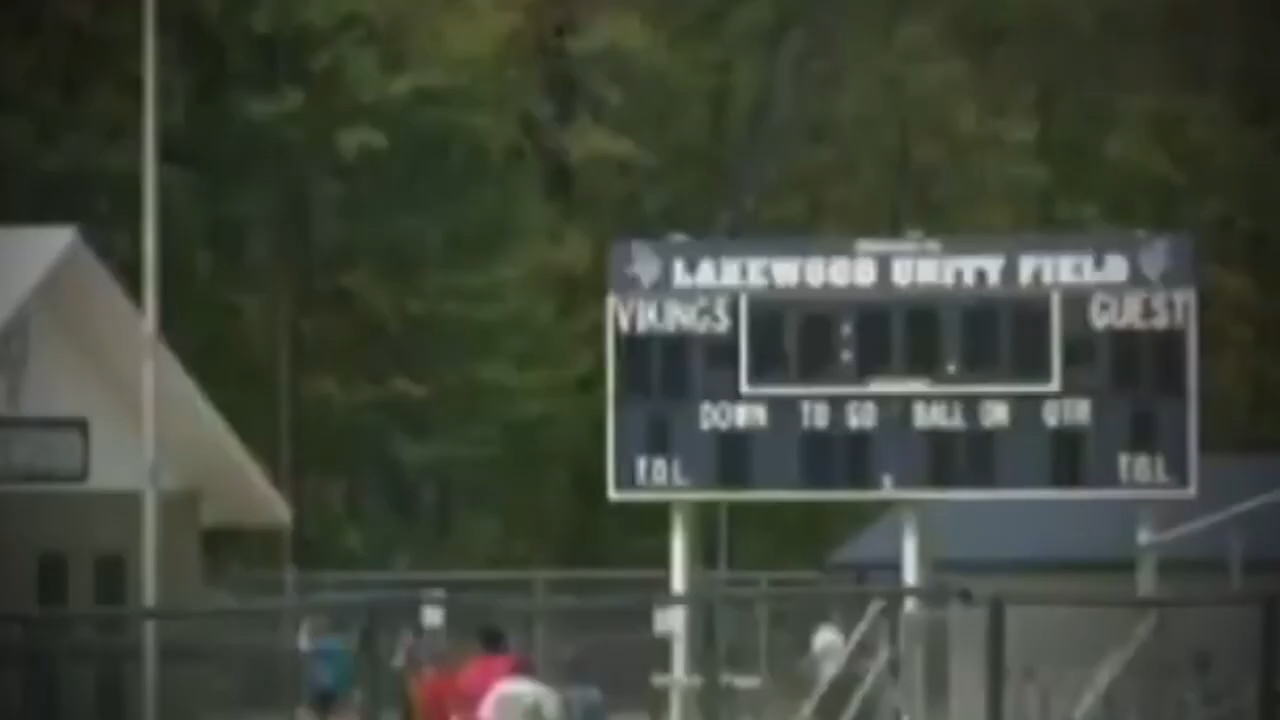 LAKEWOOD UNITY FIELD
VIKINGS GUEST
DOWN TO GO BALL ON QTR
T.O.L. T.O.L.